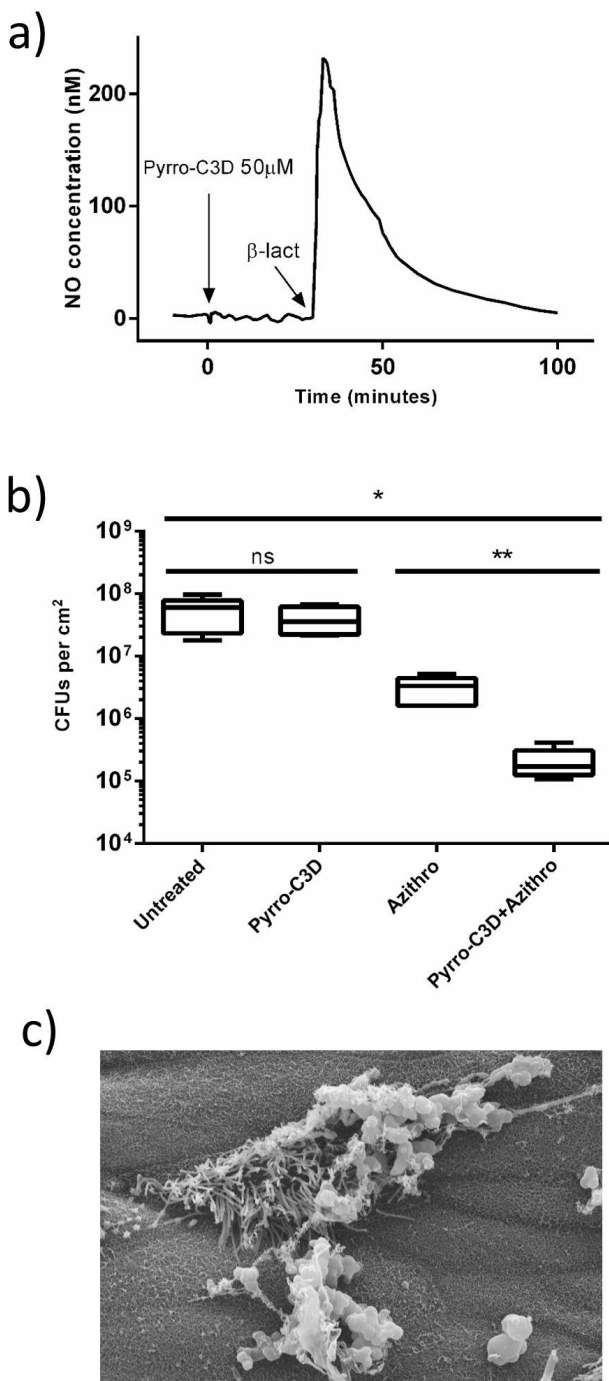 a)
NO concentration (nM)
200
100
0
Pyrro-C3D 50μM
β-lact
0 50 100
Time (minutes)
b)
CFUs per cm²
10⁹
10⁸
10⁷
10⁶
10⁵
10⁴
*
ns
**
Untreated
Pyrro-C3D
Azithro
Pyrro-C3D+Azithro
c)